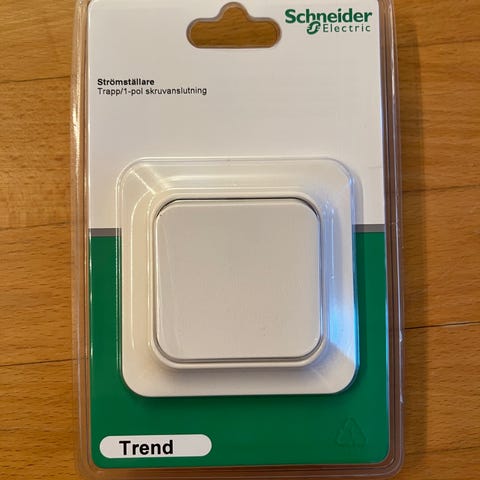 Schneider
Electric
Strömställare
Trapp/1-pol skruvanslutning
Trend